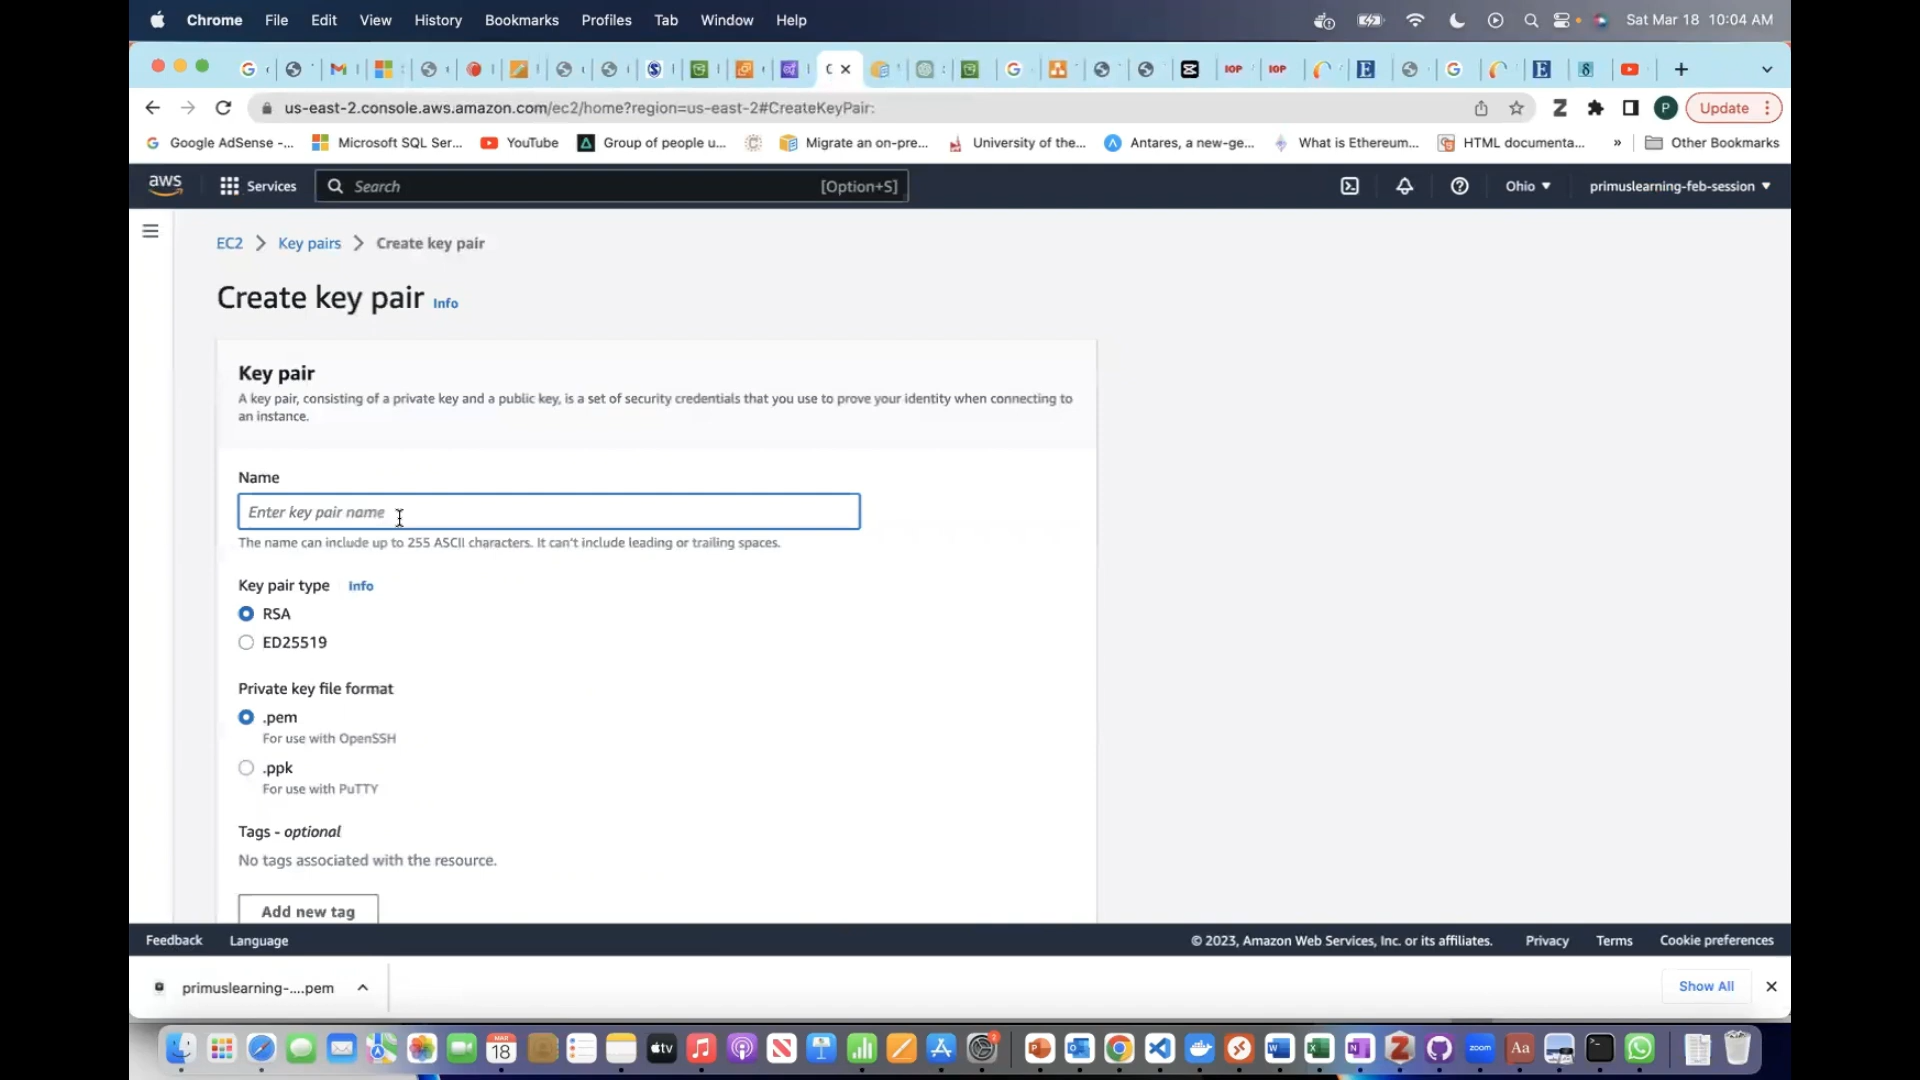 Chrome File Edit View History Bookmarks Profiles Tab Window Help Sat Mar 18 10:04 AM
us-east-2.console.aws.amazon.com/ec2/home?region=us-east-2#CreateKeyPair: Update
Google AdSense -... Microsoft SQL Ser... YouTube Group of people u... Migrate an on-pre... University of the... Antares, a new-ge... What is Ethereum... HTML documenta... » Other Bookmarks
aws Services Search [Option+S] Ohio primuslearning-feb-session
EC2 Key pairs Create key pair
Create key pair Info
Key pair
A key pair, consisting of a private key and a public key, is a set of security credentials that you use to prove your identity when connecting to
an instance.
Name
Enter key pair name
The name can include up to 255 ASCII characters. It can't include leading or trailing spaces.
Key pair type Info
RSA
ED25519
Private key file format
.pem
For use with OpenSSH
.ppk
For use with PuTTY
Tags - optional
No tags associated with the resource.
Add new tag
Feedback Language © 2023, Amazon Web Services, Inc. or its affiliates. Privacy Terms Cookie preferences
primuslearning-....pem Show All
MAR 18 tv zoom Aa